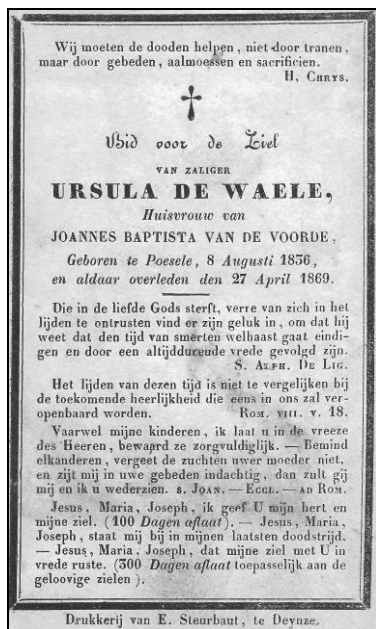 Wij moeten de dooden helpen, niet door tranen,
maar door gebeden, aalmoessen en sacrificien.
H. Chrys.
Bid voor de Ziel
VAN ZALIGER
URSULA DE WAELE,
Huisvrouw van
JOANNES BAPTISTA VAN DE VOORDE,
Geboren te Poesele, 8 Augusti 1836,
en aldaar overleden den 27 April 1869.
Die in de liefde Gods sterft, verre van zich in het
lijden te ontrusten vind er zijn geluk in, om dat hij
weet dat den tijd van smerten welhaast gaat eindi-
gen en door een altijddureude vrede gevolgd zijn.
S. Alph. De Lig.
Het lijden van dezen tijd is niet te vergelijken bij
de toekomende heerlijkheid die eens in ons zal ver-
openbaard worden. Rom. viii. v. 18.
Vaarwel mijne kinderen, ik laat u in de vreeze
des Heeren, bewaard ze zorgvuldiglijk. — Bemind
elkanderen, vergeet de zuchten uwer moeder niet.
en zijt mij in uwe gebeden indachtig, dan zult gij
mij en ik u wederzien. s. Joan. — Eccl. — ad Rom.
Jesus, Maria, Joseph, ik geef U mijn hert en
mijne ziel. (100 Dagen aflaat). — Jesus, Maria,
Joseph, staat mij bij in mijnen laatsten doodstrijd.
— Jesus, Maria, Joseph, dat mijne ziel met U in
vrede ruste. (300 Dagen aflaat toepasselijk aan de
geloovige zielen).
Drukkerij van E. Steurbaut, te Deynze.